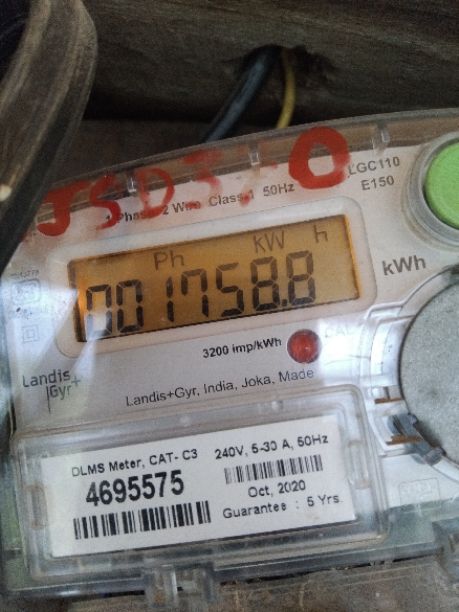 JSD3 0
LGC110
E150
1 Phase 2 Wire Class 1 50Hz
Ph kW h
001758.8
kWh
3200 imp/kWh
CAL
Landis
Gyr+
Landis+Gyr, India, Joka, Made
DLMS Meter, CAT- C3
240V, 5-30 A, 50Hz
4695575
Oct, 2020
Guarantee : 5 Yrs.